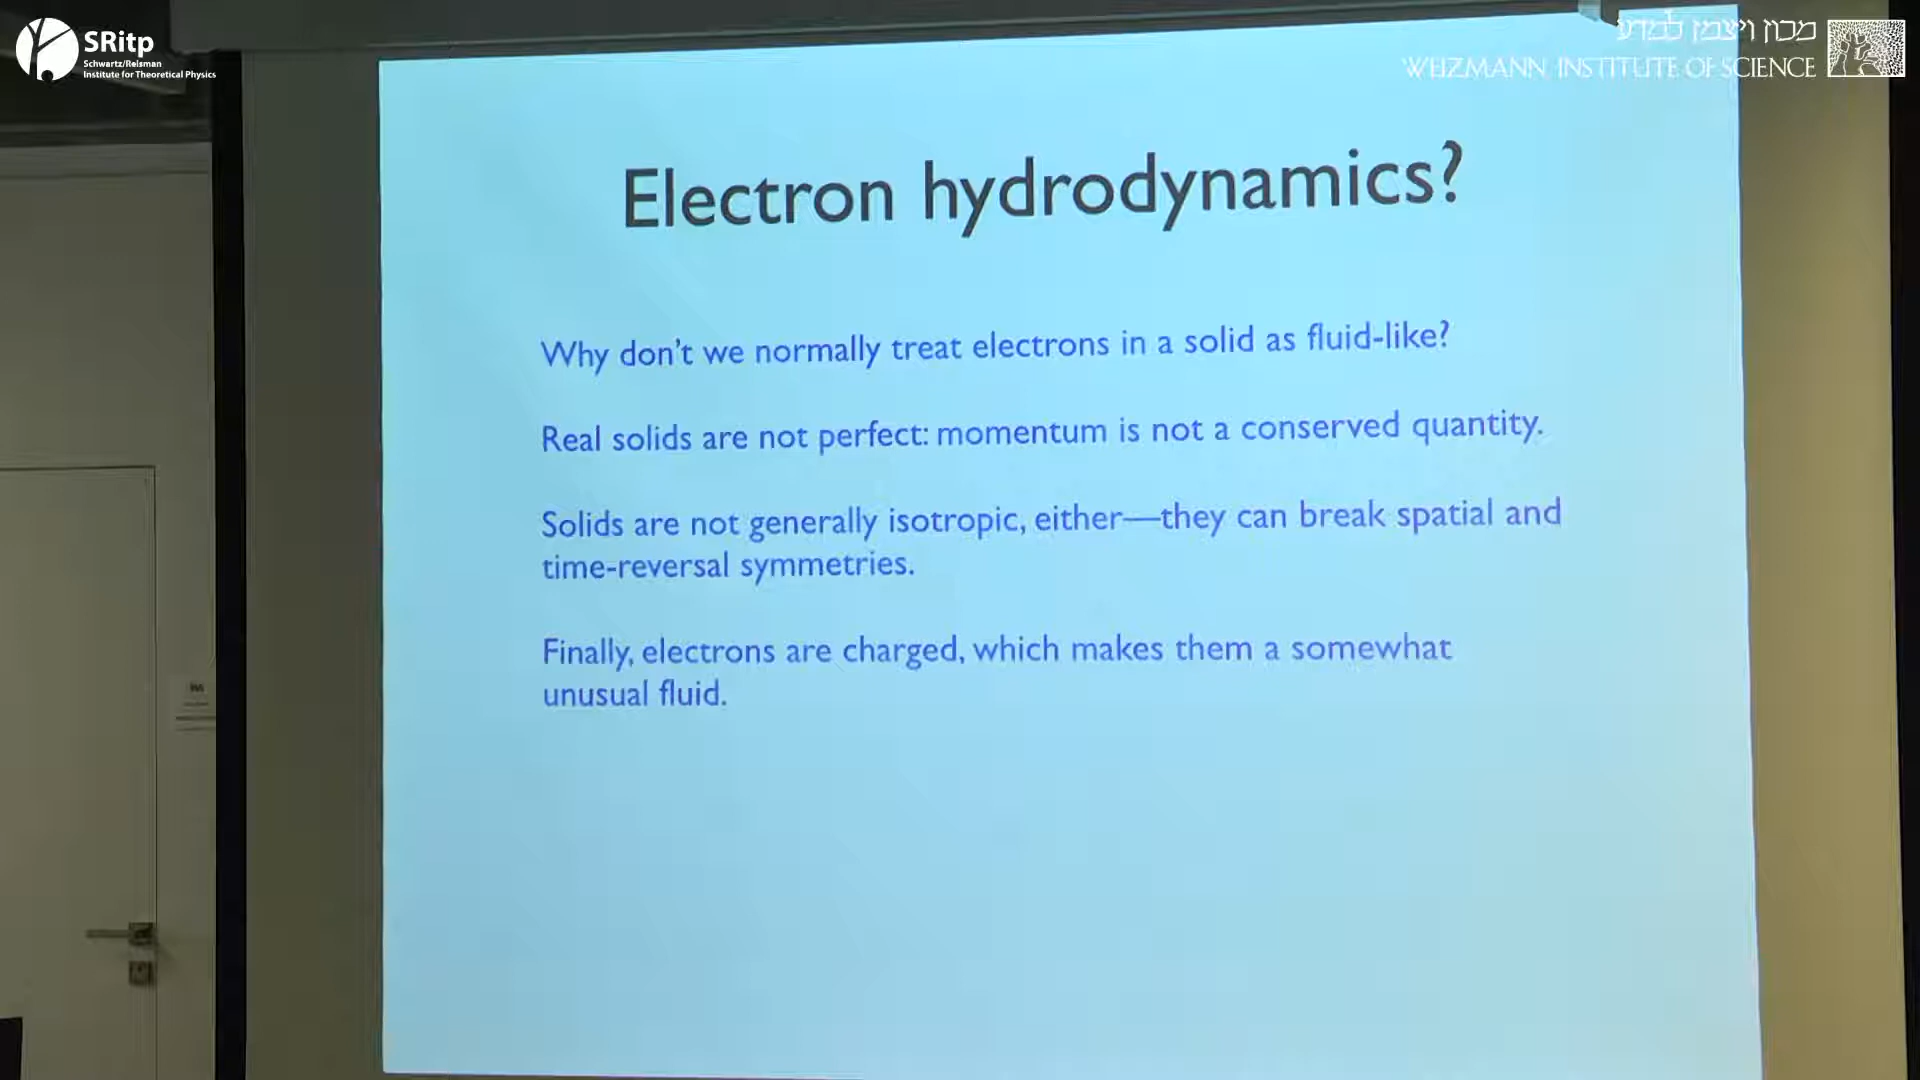 SRitp
Schwartz/Reisman
Institute for Theoretical Physics
מכון ויצמן למדע
WEIZMANN INSTITUTE OF SCIENCE
Electron hydrodynamics?
Why don't we normally treat electrons in a solid as fluid-like?
Real solids are not perfect: momentum is not a conserved quantity.
Solids are not generally isotropic, either—they can break spatial and
time-reversal symmetries.
Finally, electrons are charged, which makes them a somewhat
unusual fluid.